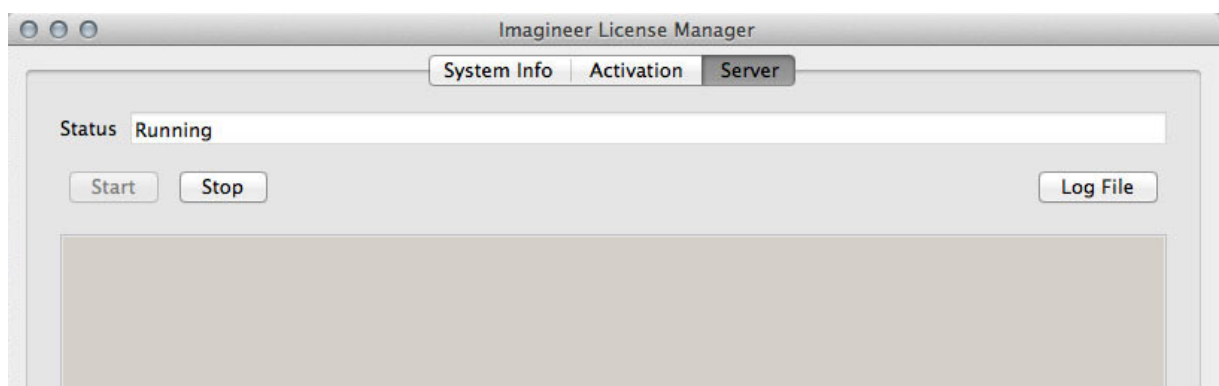 Imagineer License Manager
System Info Activation Server
Status Running
Start Stop Log File